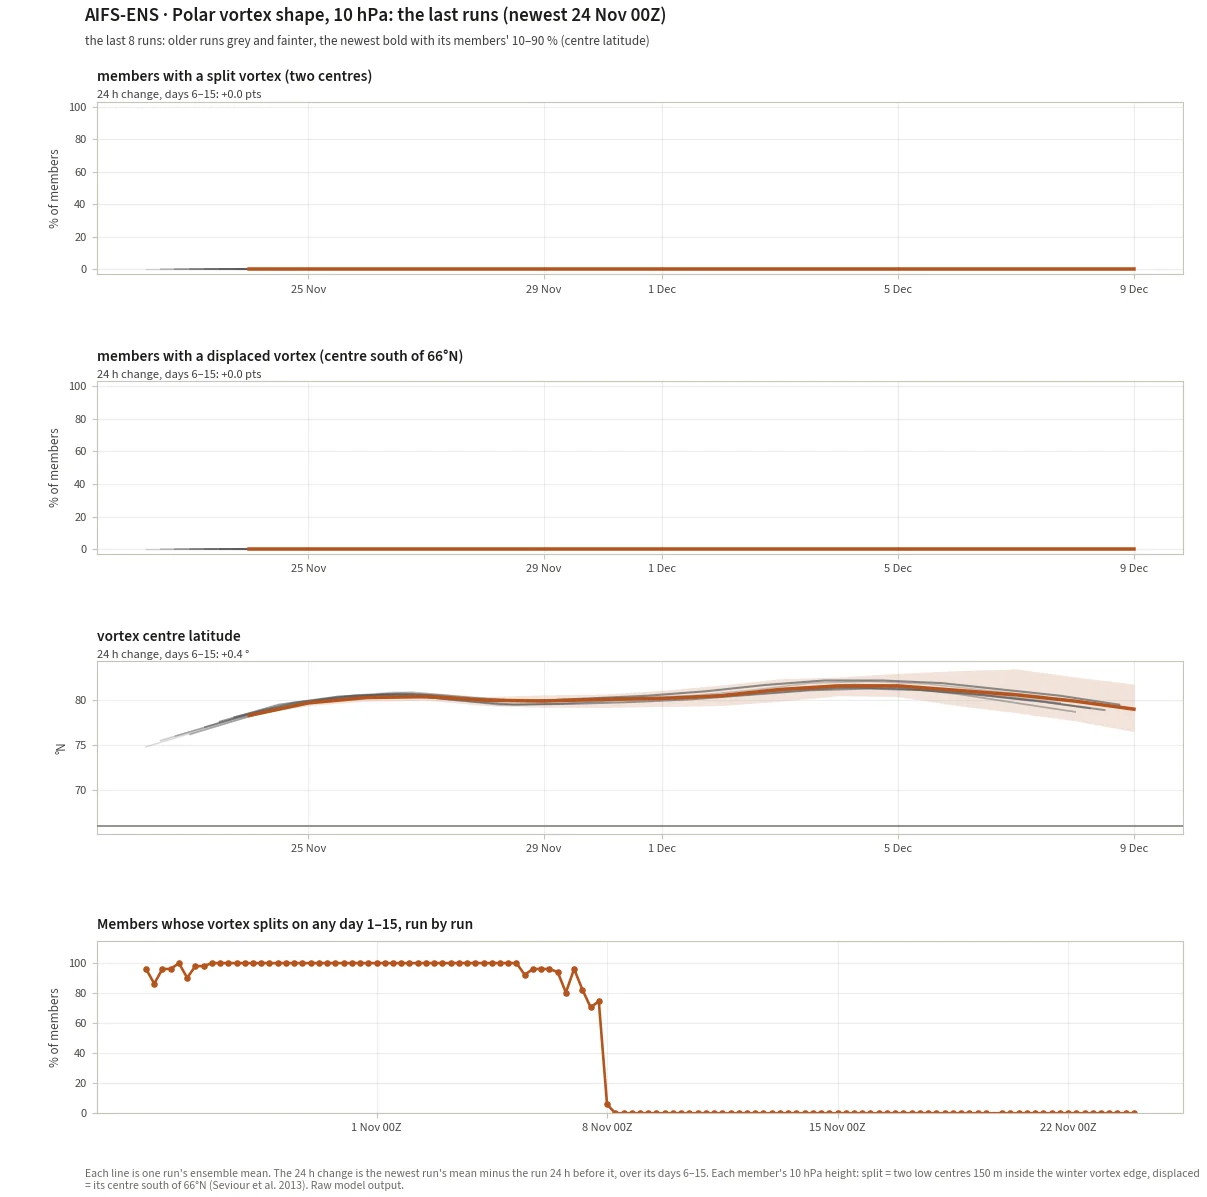 AIFS-ENS · Polar vortex shape, 10 hPa: the last runs (newest 24 Nov 00Z)
the last 8 runs: older runs grey and fainter, the newest bold with its members' 10–90 % (centre latitude)
members with a split vortex (two centres)
24 h change, days 6–15: +0.0 pts
100
80
60
40
20
0
% of members
25 Nov
29 Nov
1 Dec
5 Dec
9 Dec
members with a displaced vortex (centre south of 66°N)
24 h change, days 6–15: +0.0 pts
100
80
60
40
20
0
% of members
25 Nov
29 Nov
1 Dec
5 Dec
9 Dec
vortex centre latitude
24 h change, days 6–15: +0.4 °
80
75
70
°N
25 Nov
29 Nov
1 Dec
5 Dec
9 Dec
Members whose vortex splits on any day 1–15, run by run
100
80
60
40
20
0
% of members
1 Nov 00Z
8 Nov 00Z
15 Nov 00Z
22 Nov 00Z
Each line is one run's ensemble mean. The 24 h change is the newest run's mean minus the run 24 h before it, over its days 6–15. Each member's 10 hPa height: split = two low centres 150 m inside the winter vortex edge, displaced
= its centre south of 66°N (Seviour et al. 2013). Raw model output.